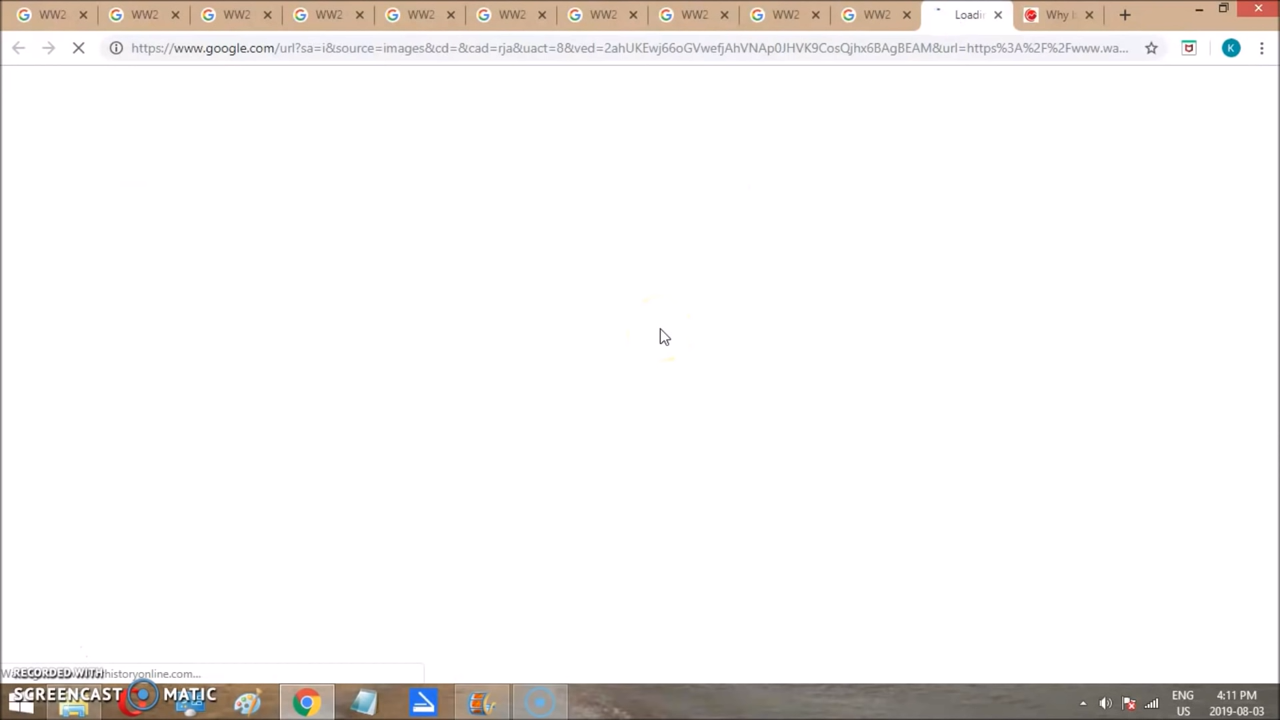 WW2 WW2 WW2 WW2 WW2 WW2 WW2 WW2 WW2 WW2 Loadin Why I
https://www.google.com/url?sa=i&source=images&cd=&cad=rja&uact=8&ved=2ahUKEwj66oGVwefjAhVNAp0JHVK9CosQjhx6BAgBEAM&url=https%3A%2F%2Fwww.wa... K
historyonline.com...
RECORDED WITH
SCREENCAST MATIC
ENG 4:11 PM
US 2019-08-03